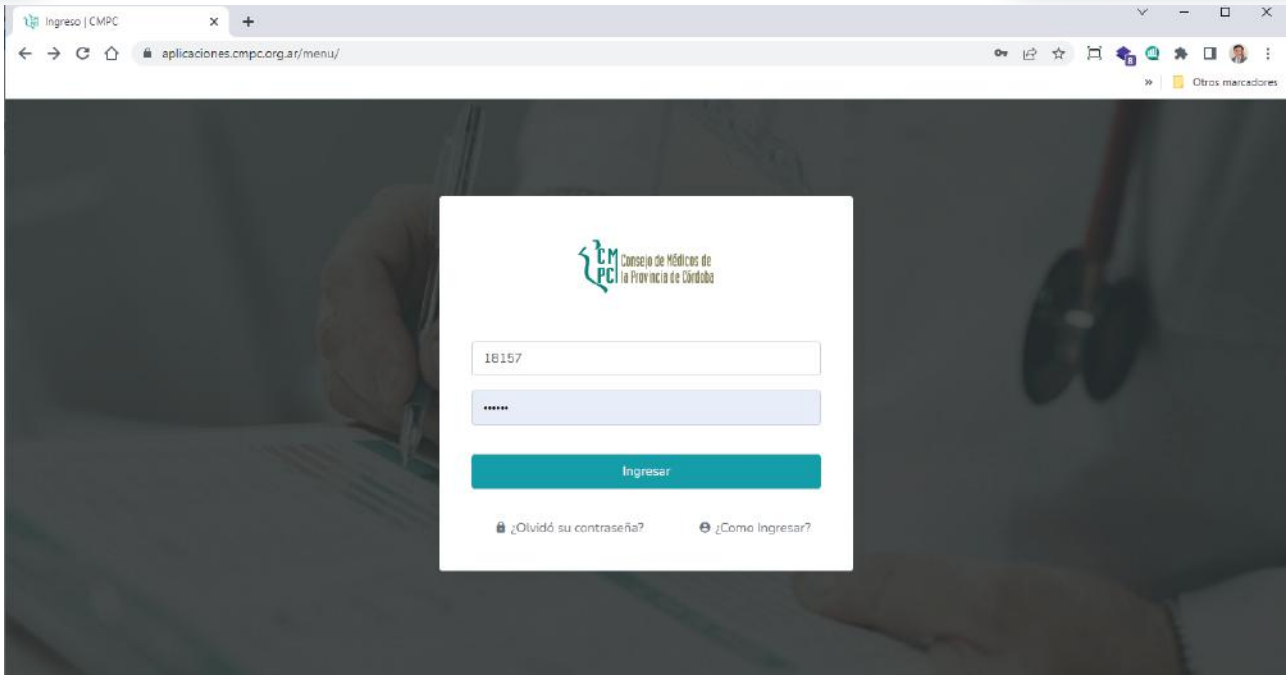 Ingreso | CMPC
aplicaciones.cmpc.org.ar/menu/
B
» Otros marcadores
CM Consejo de Médicos de
PC la Provincia de Córdoba
18157
••••••
Ingresar
¿Olvidó su contraseña? ¿Como Ingresar?